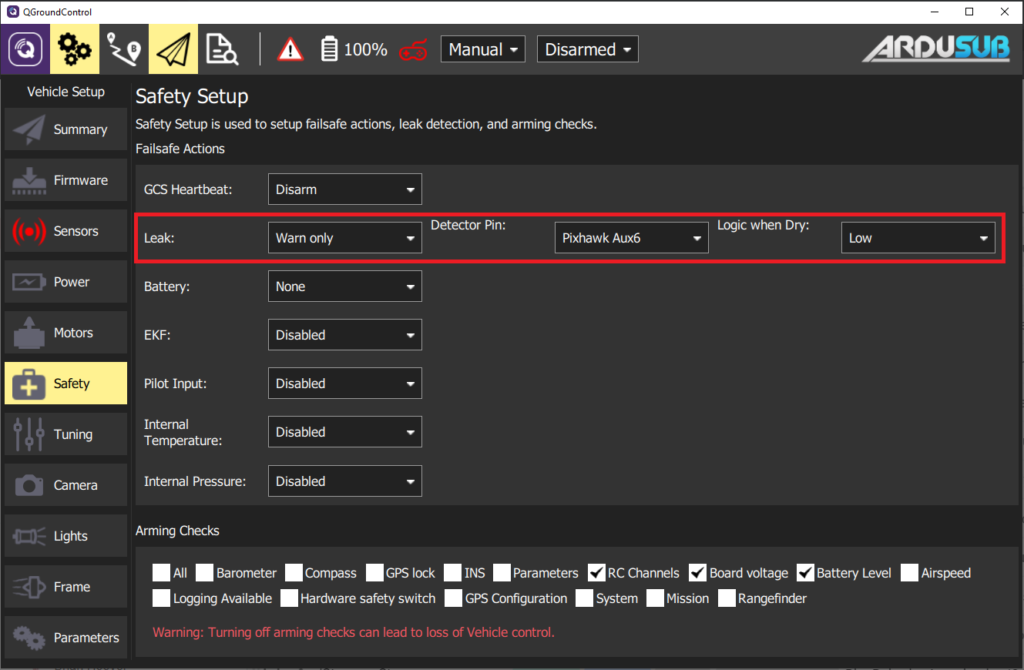 QGroundControl
100%
Manual
Disarmed
ARDUSUB
Vehicle Setup
Summary
Firmware
Sensors
Power
Motors
Safety
Tuning
Camera
Lights
Frame
Parameters
Safety Setup
Safety Setup is used to setup failsafe actions, leak detection, and arming checks.
Failsafe Actions
GCS Heartbeat: Disarm
Leak: Warn only Detector Pin: Pixhawk Aux6 Logic when Dry: Low
Battery: None
EKF: Disabled
Pilot Input: Disabled
Internal
Temperature: Disabled
Internal Pressure: Disabled
Arming Checks
All Barometer Compass GPS lock INS Parameters RC Channels Board voltage Battery Level Airspeed
Logging Available Hardware safety switch GPS Configuration System Mission Rangefinder
Warning: Turning off arming checks can lead to loss of Vehicle control.